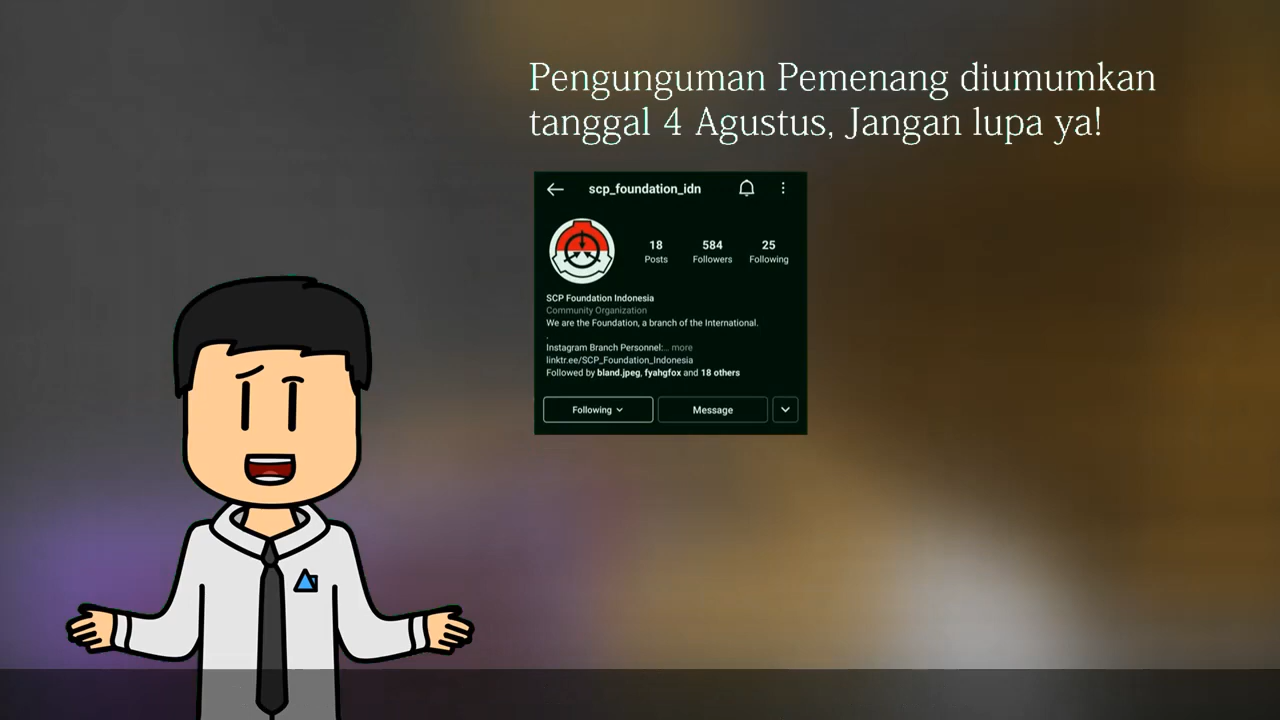 Pengunguman Pemenang diumumkan
tanggal 4 Agustus, Jangan lupa ya!
scp_foundation_idn
18 584 25
Posts Followers Following
SCP Foundation Indonesia
Community Organization
We are the Foundation, a branch of the International.
.
Instagram Branch Personnel:... more
linktr.ee/SCP_Foundation_Indonesia
Followed by bland.jpeg, fyahgfox and 18 others
Following Message